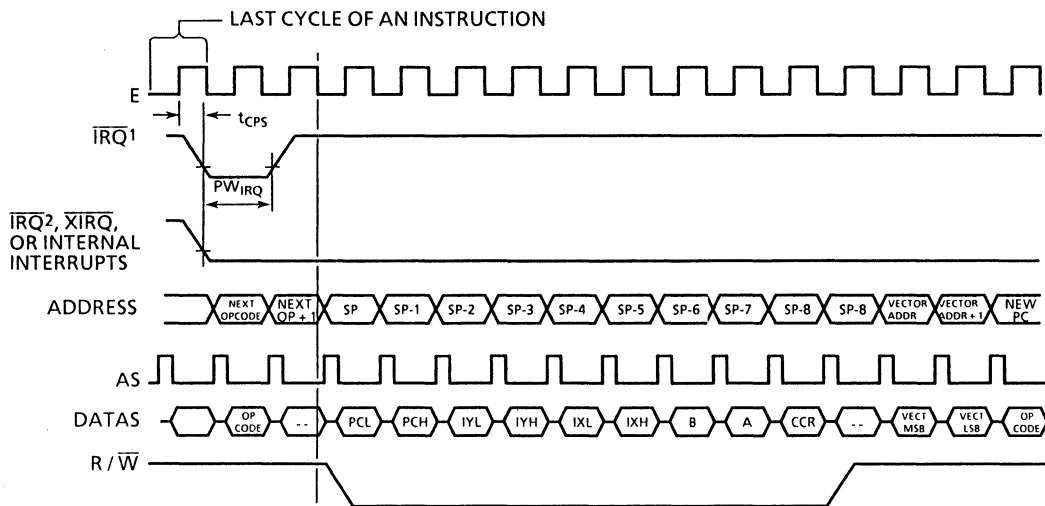 LAST CYCLE OF AN INSTRUCTION
E
tCPS
IRQ1
PWIRQ
IRQ2, XIRQ,
OR INTERNAL
INTERRUPTS
ADDRESS
NEXT OPCODE
NEXT OP + 1
SP
SP-1
SP-2
SP-3
SP-4
SP-5
SP-6
SP-7
SP-8
SP-8
VECTOR ADDR
VECTOR ADDR + 1
NEW PC
AS
DATAS
OP CODE
--
PCL
PCH
IYL
IYH
IXL
IXH
B
A
CCR
--
VECT MSB
VECT LSB
OP CODE
R / W